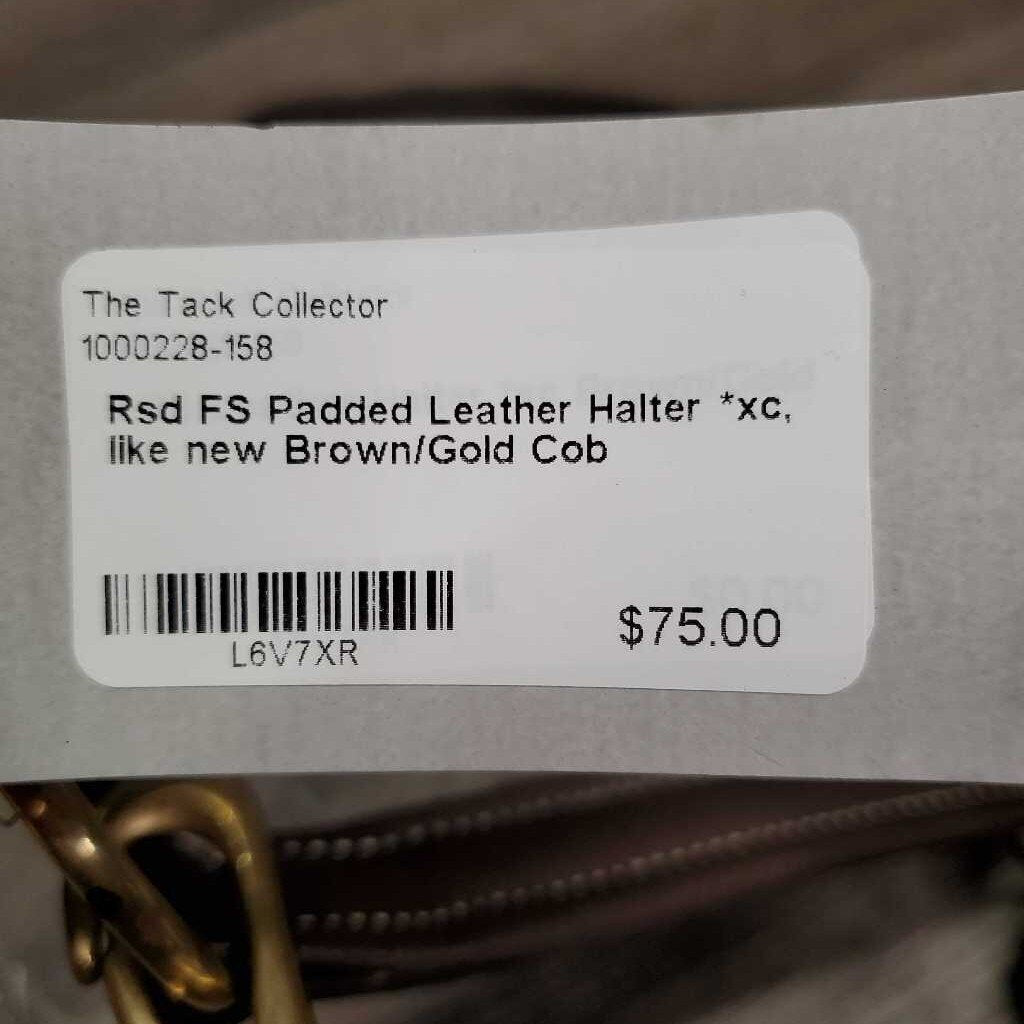 The Tack Collector
1000228-158
Rsd FS Padded Leather Halter *xc,
like new Brown/Gold Cob
L6V7XR
$75.00